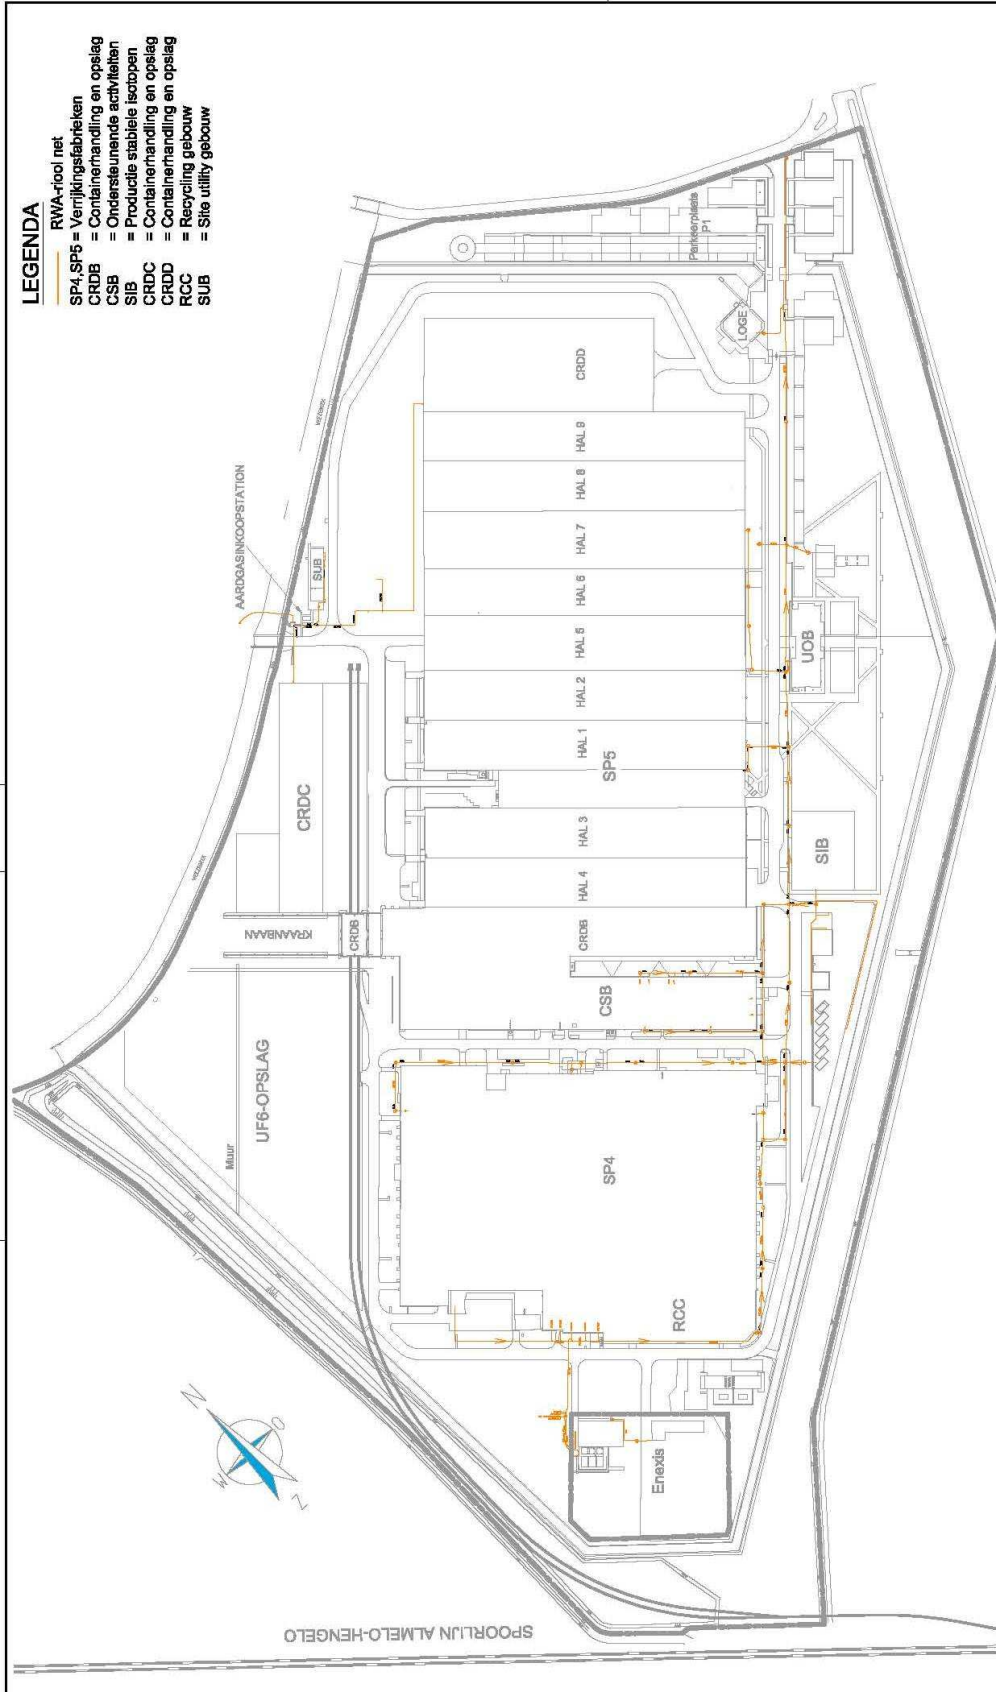 LEGENDA
RWA-riool net
SP4,SP5 = Verrijkingsfabrieken
CRDB = Containerhandling en opslag
CSB = Ondersteunende activiteiten
SIB = Productie stabiele isotopen
CRDC = Containerhandling en opslag
CRDD = Containerhandling en opslag
RCC = Recycling gebouw
SUB = Site utility gebouw
Parkeerplaats
P1
LOGE
CRDD
HAL 9
HAL 8
HAL 7
HAL 6
HAL 5
HAL 2
HAL 1
SP5
HAL 3
HAL 4
CRDB
CSB
AARDGASINKOOPSTATION
SUB
UOB
SIB
CRDC
KRAANBAAN
CRDB
UF6-OPSLAG
Muur
SP4
RCC
Enexis
N
O
W
Z
SPOORLIJN ALMELO-HENGELO